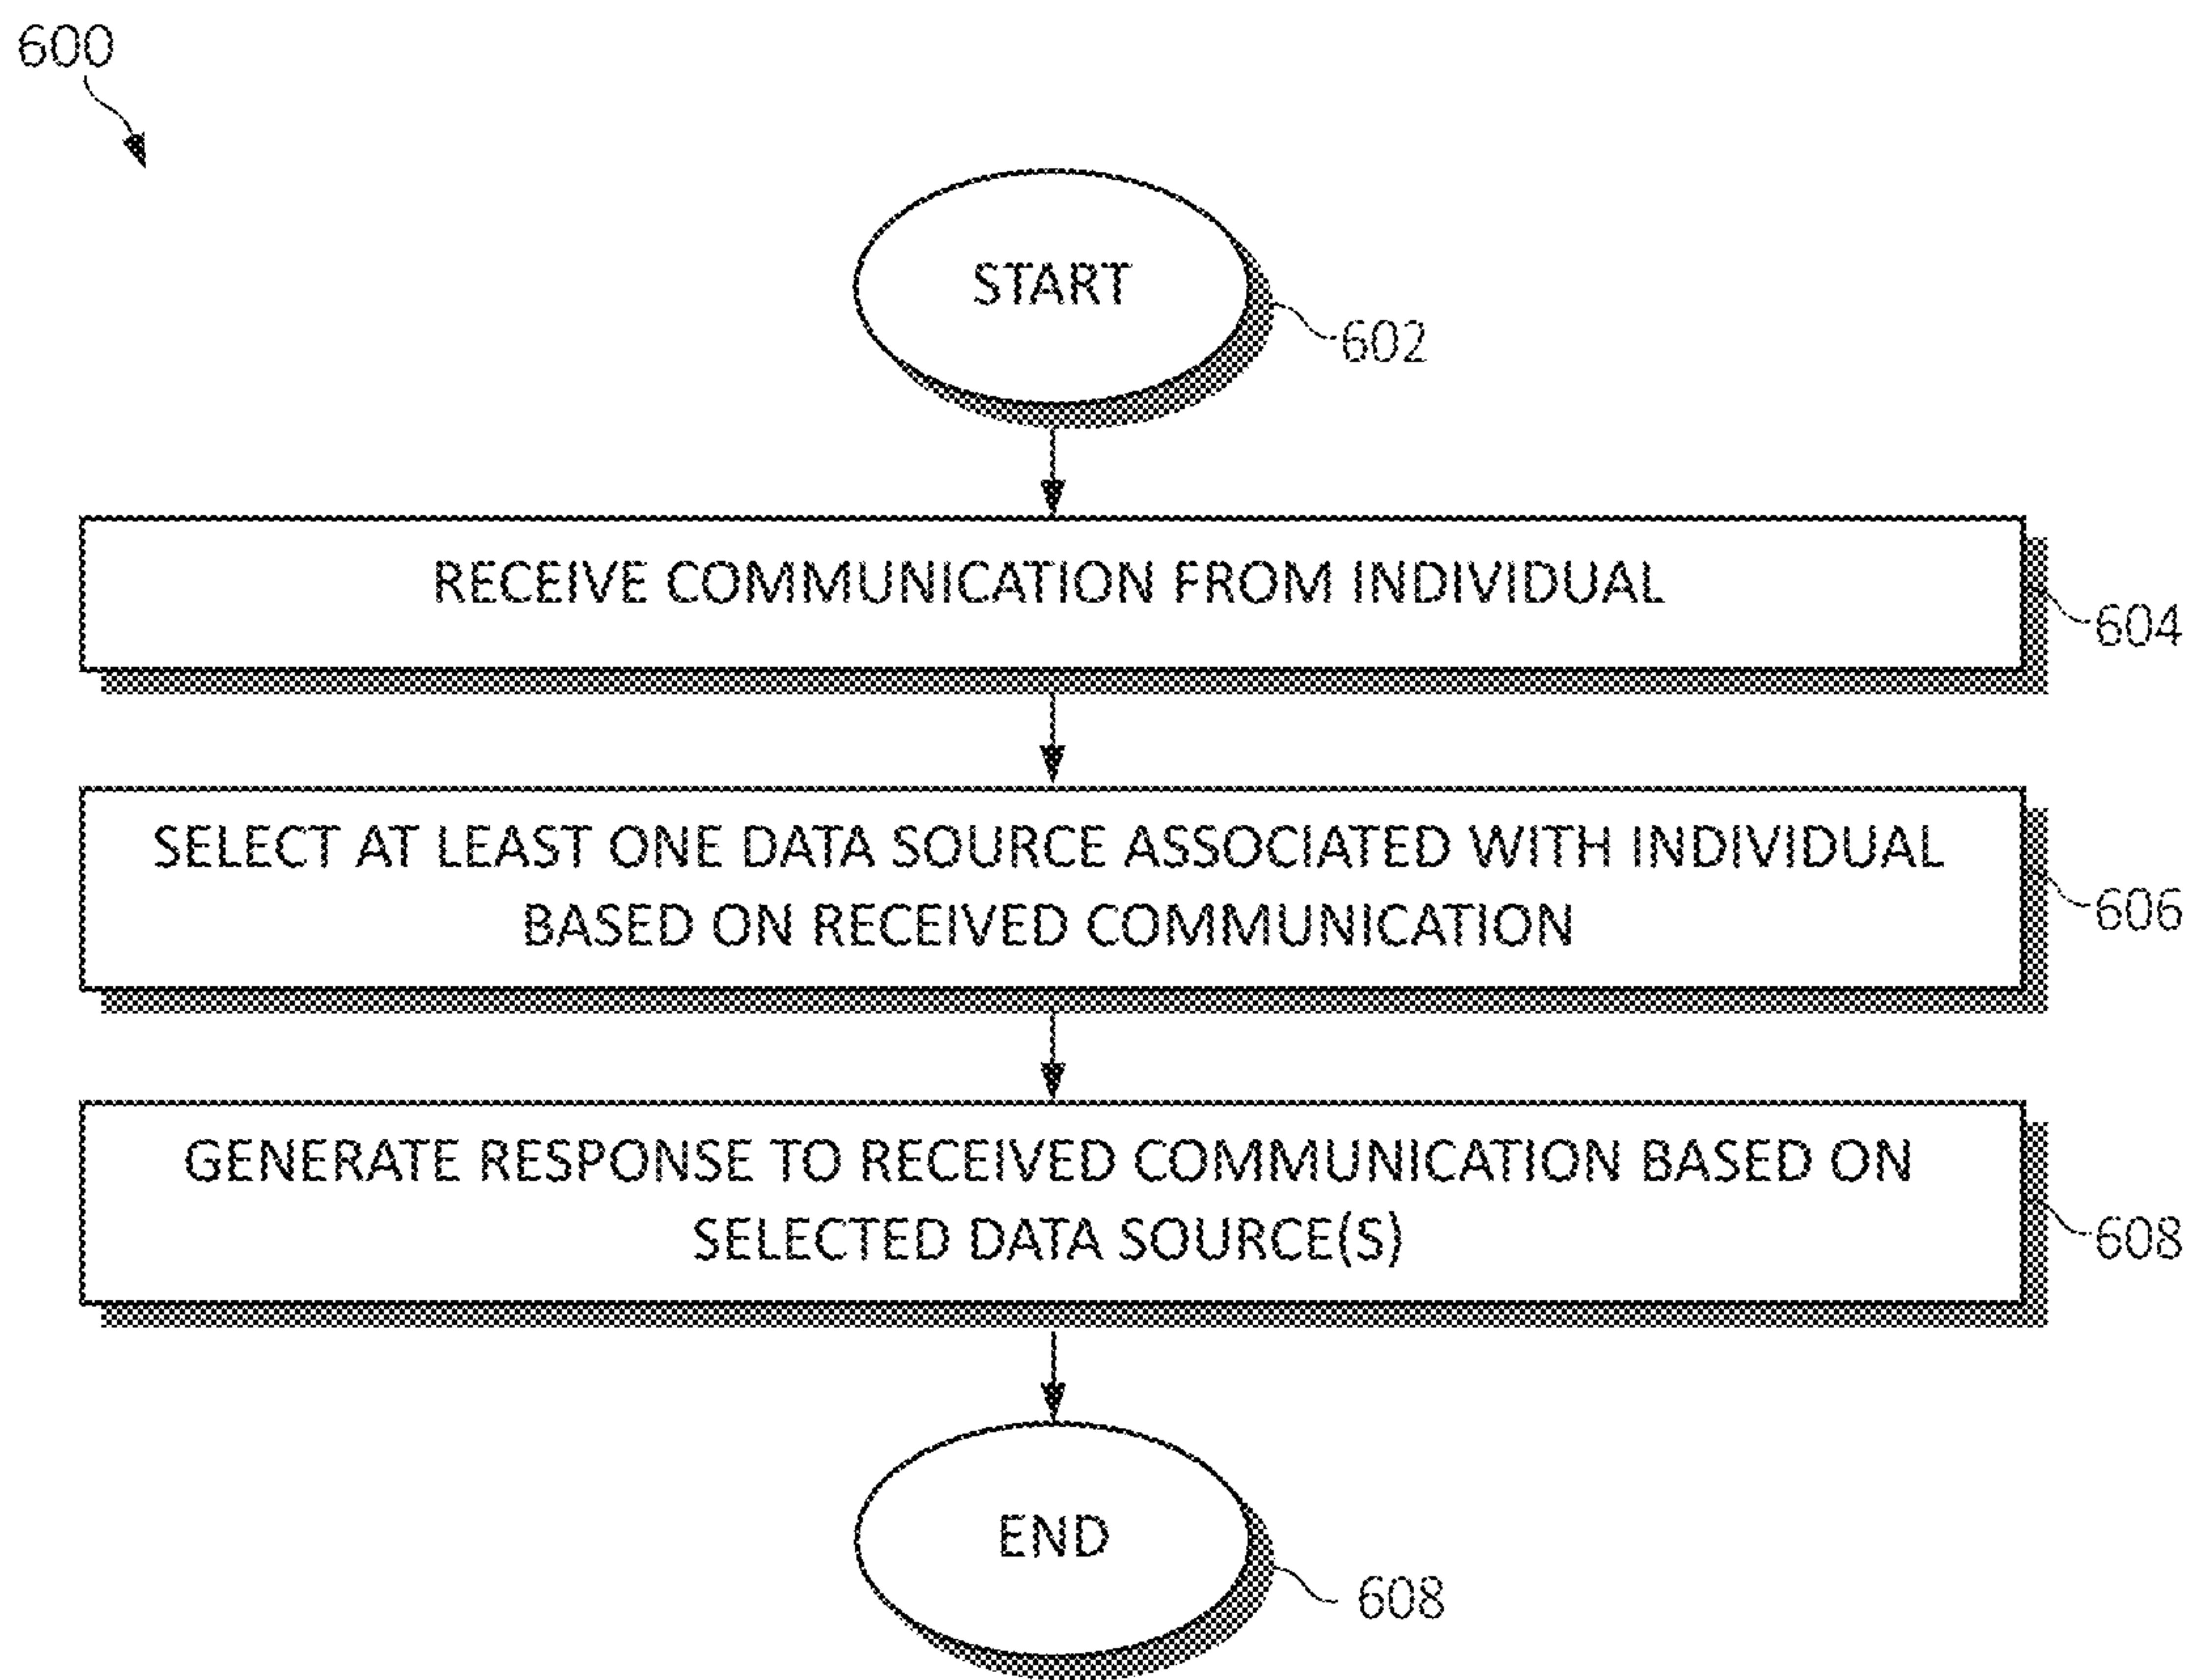 600
START
602
RECEIVE COMMUNICATION FROM INDIVIDUAL
604
SELECT AT LEAST ONE DATA SOURCE ASSOCIATED WITH INDIVIDUAL
BASED ON RECEIVED COMMUNICATION
606
GENERATE RESPONSE TO RECEIVED COMMUNICATION BASED ON
SELECTED DATA SOURCE(S)
608
END
608